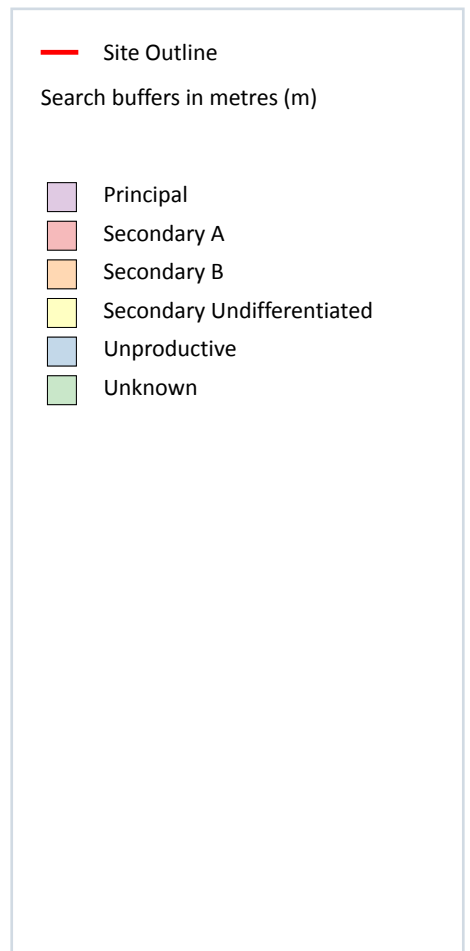 Site Outline
Search buffers in metres (m)
Principal
Secondary A
Secondary B
Secondary Undifferentiated
Unproductive
Unknown